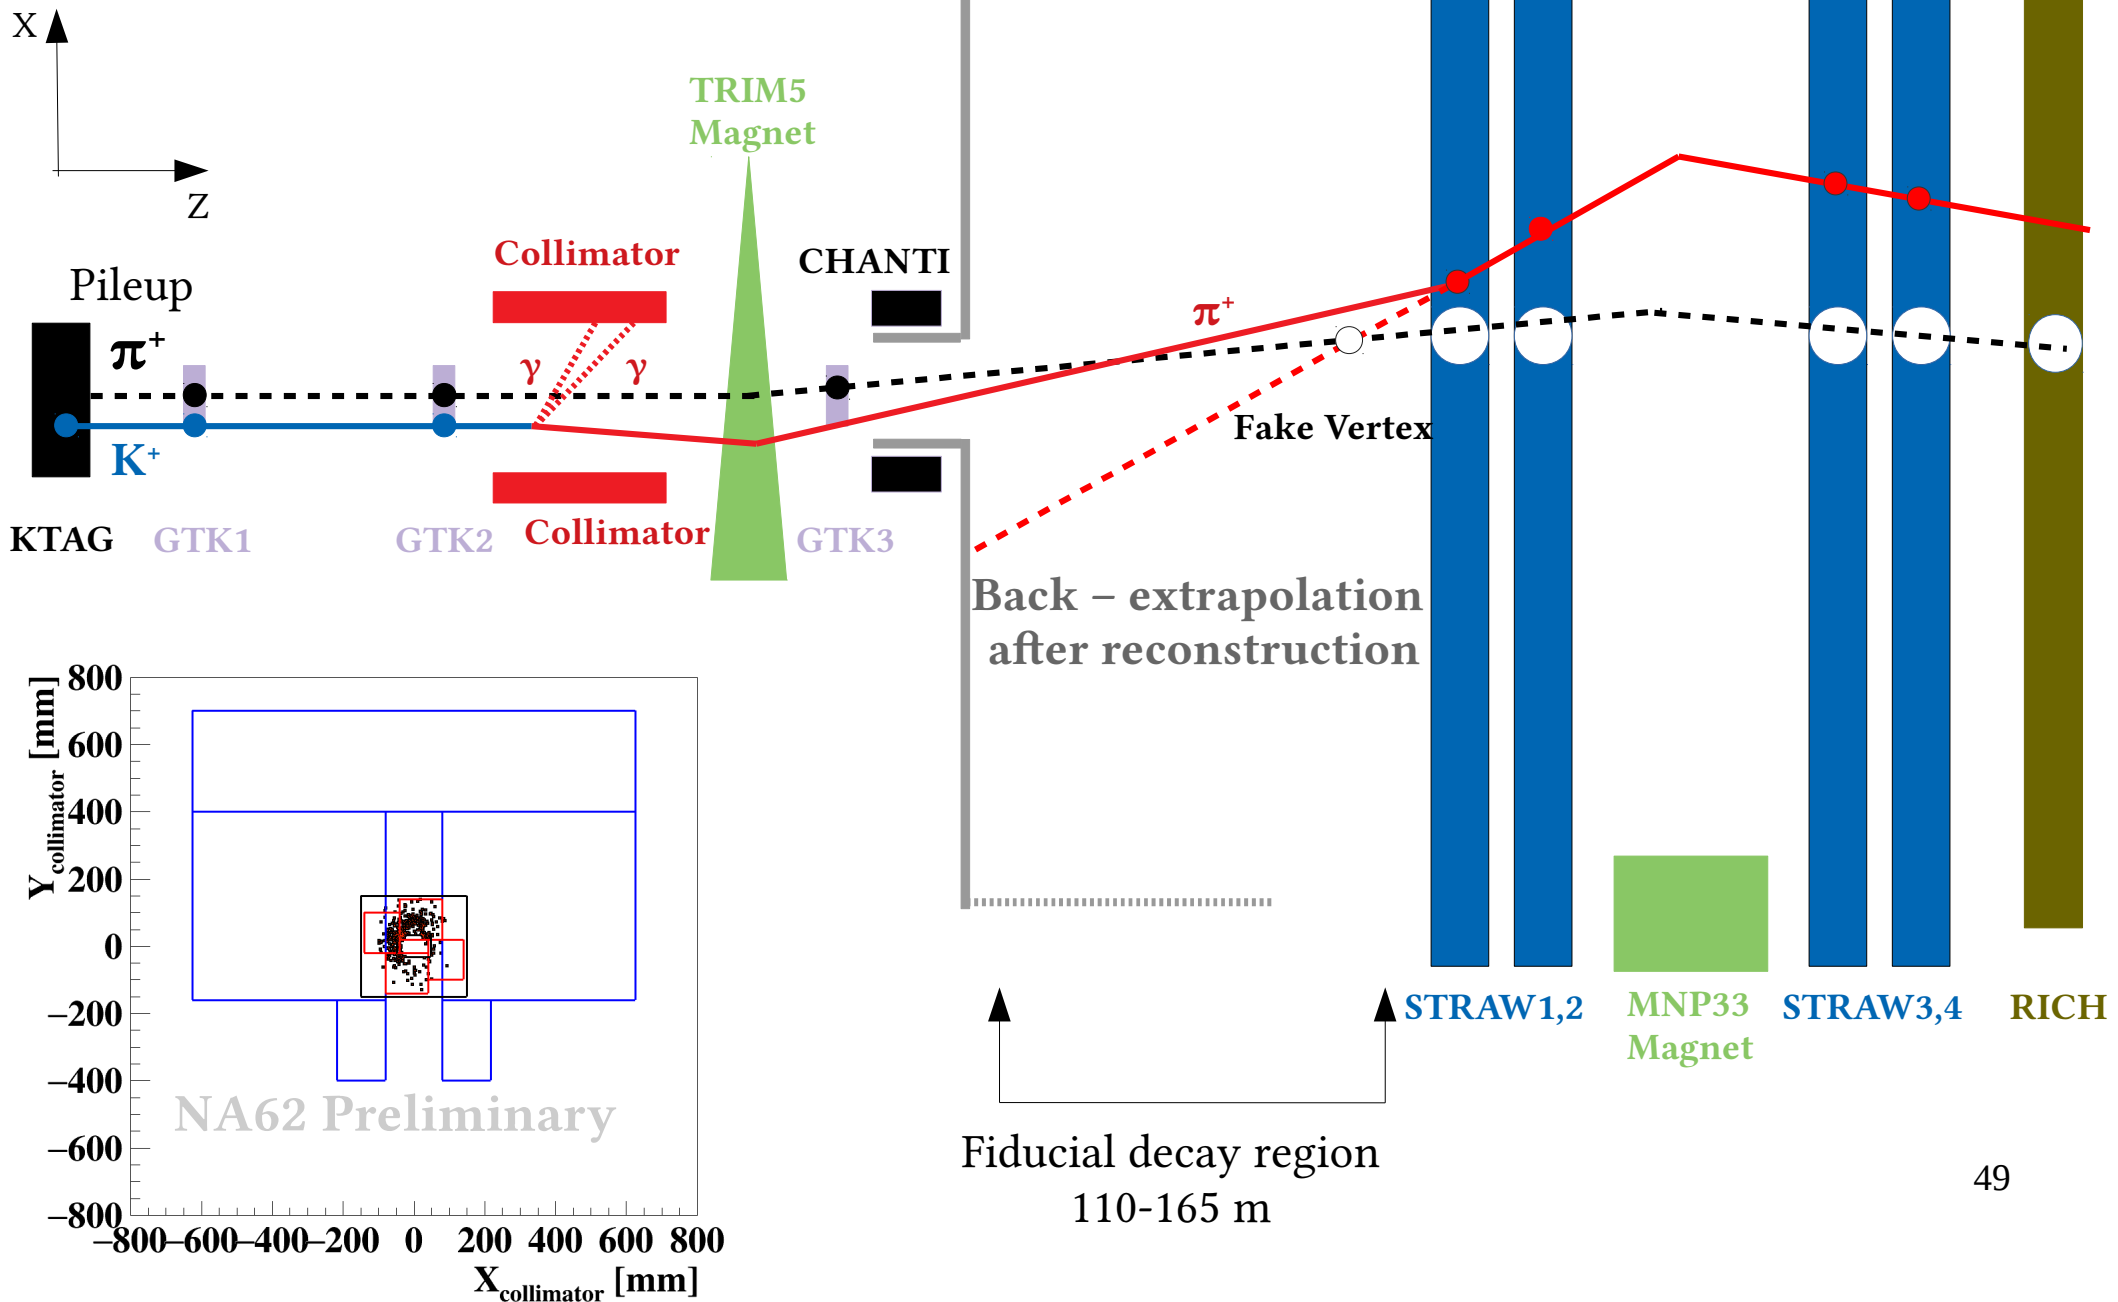 X
Z
TRIM5
Magnet
Collimator
CHANTI
Pileup
π⁺
γ γ
π⁺
K⁺
Fake Vertex
KTAG
GTK1
GTK2
Collimator
GTK3
Back – extrapolation
after reconstruction
800
600
400
200
0
−200
−400
−600
−800
Y collimator [mm]
NA62 Preliminary
−800 −600 −400 −200 0 200 400 600 800
X collimator [mm]
STRAW1,2
MNP33
Magnet
STRAW3,4
RICH
Fiducial decay region
110-165 m
49